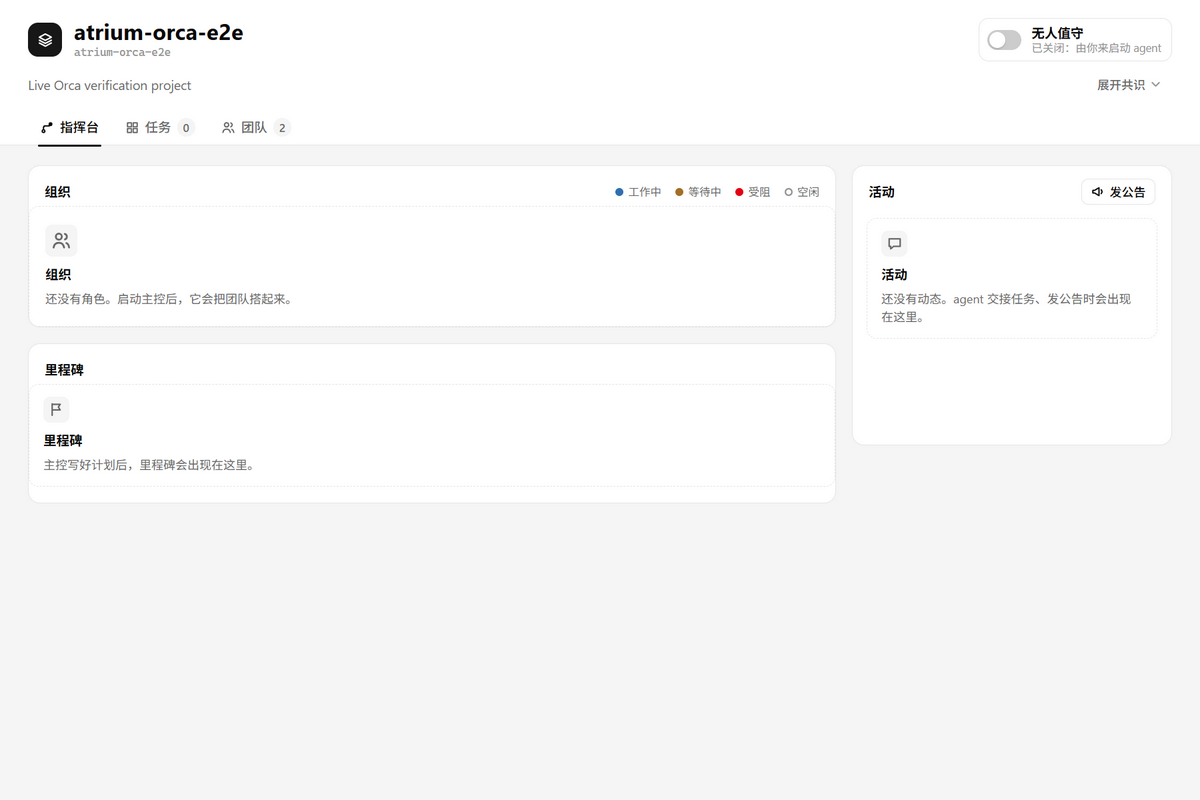 atrium-orca-e2e
atrium-orca-e2e
无人值守
已关闭：由你来启动 agent
Live Orca verification project
展开共识
指挥台
任务 0
团队 2
组织
工作中
等待中
受阻
空闲
组织
还没有角色。启动主控后，它会把团队搭起来。
里程碑
里程碑
主控写好计划后，里程碑会出现在这里。
活动
发公告
活动
还没有动态。agent 交接任务、发公告时会出现
在这里。